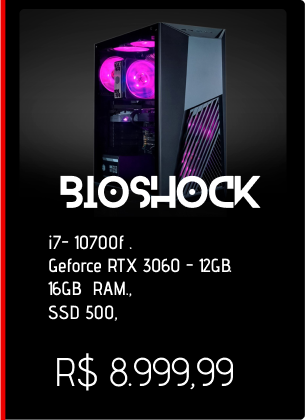 BIOSHOCK
i7- 10700f .
Geforce RTX 3060 - 12GB.
16GB RAM.,
SSD 500,
R$ 8.999,99